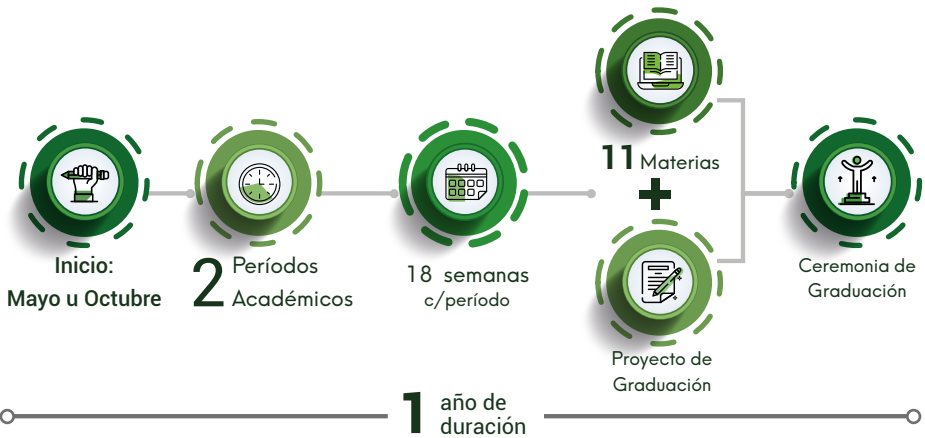 Inicio:
Mayo u Octubre
2 Períodos
Académicos
18 semanas
c/período
11 Materias
+
Proyecto de
Graduación
Ceremonia de
Graduación
1 año de
duración